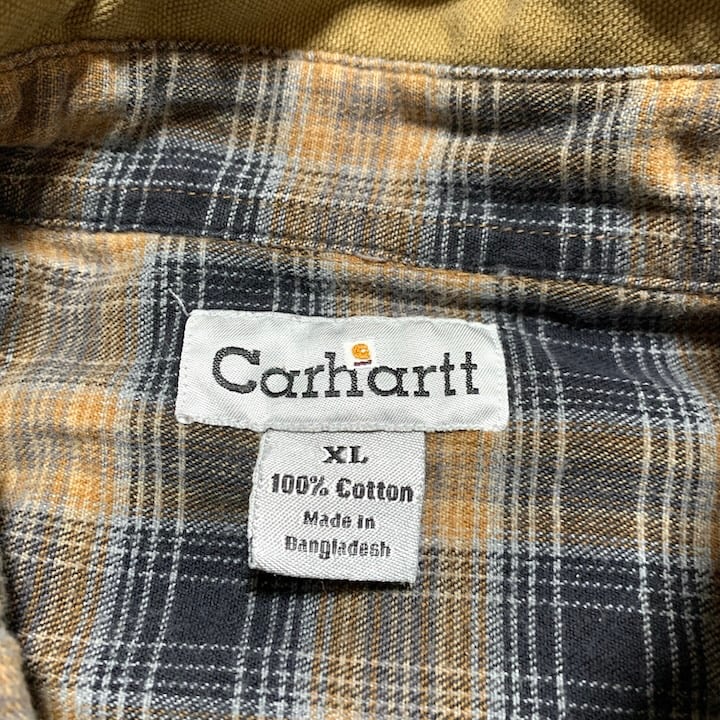 Carhartt
XL
100% Cotton
Made in
Bangladesh